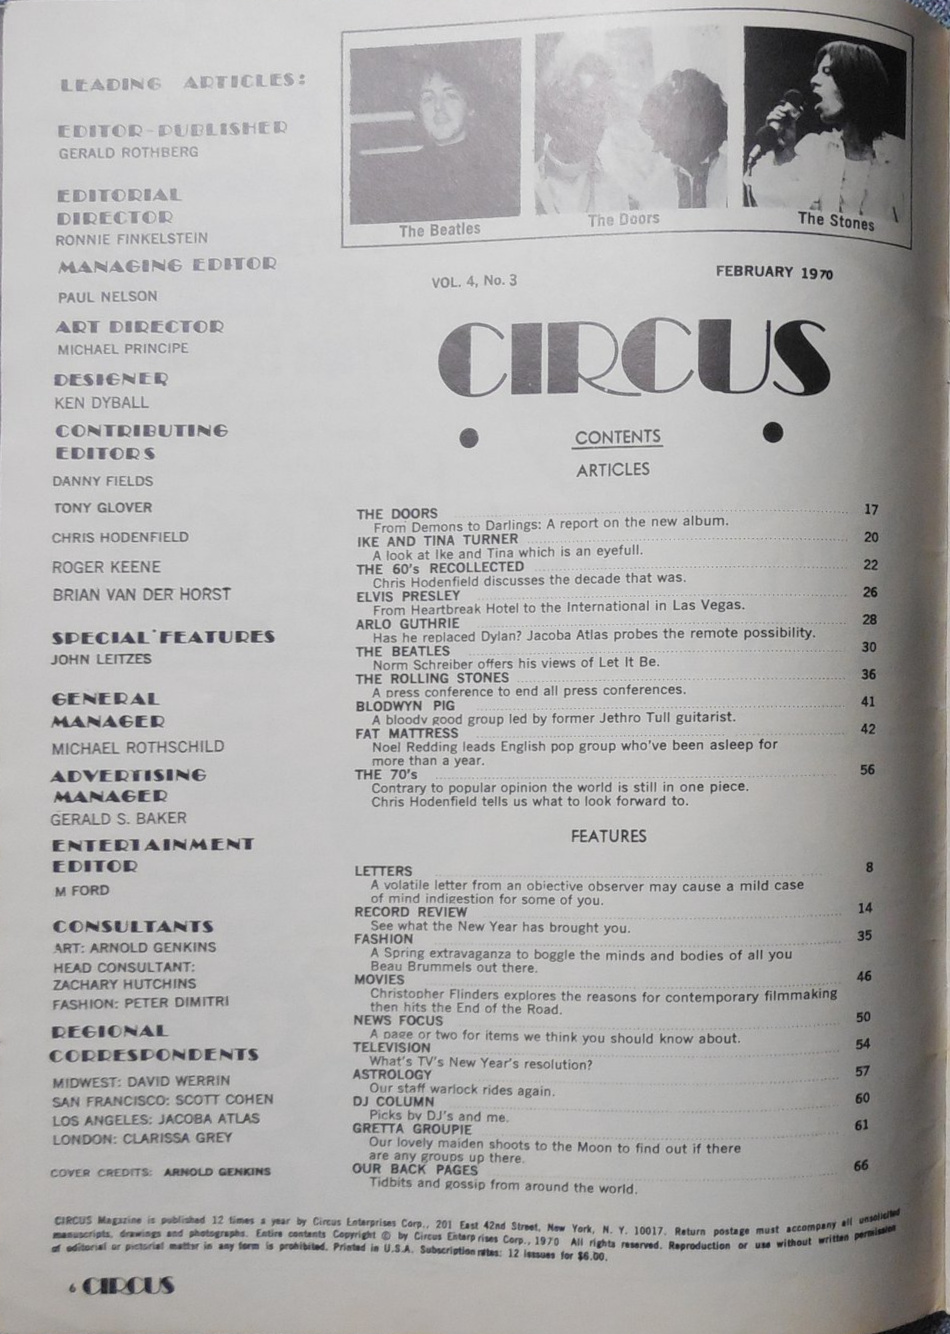 LEADING ARTICLES:
EDITOR-PUBLISHER
GERALD ROTHBERG
EDITORIAL
DIRECTOR
RONNIE FINKELSTEIN
MANAGING EDITOR
PAUL NELSON
ART DIRECTOR
MICHAEL PRINCIPE
DESIGNER
KEN DYBALL
CONTRIBUTING
EDITORS
DANNY FIELDS
TONY GLOVER
CHRIS HODENFIELD
ROGER KEENE
BRIAN VAN DER HORST
SPECIAL FEATURES
JOHN LEITZES
GENERAL
MANAGER
MICHAEL ROTHSCHILD
ADVERTISING
MANAGER
GERALD S. BAKER
ENTERTAINMENT
EDITOR
M FORD
CONSULTANTS
ART: ARNOLD GENKINS
HEAD CONSULTANT:
ZACHARY HUTCHINS
FASHION: PETER DIMITRI
REGIONAL
CORRESPONDENTS
MIDWEST: DAVID WERRIN
SAN FRANCISCO: SCOTT COHEN
LOS ANGELES: JACOBA ATLAS
LONDON: CLARISSA GREY
COVER CREDITS: ARNOLD GENKINS
The Beatles
The Doors
The Stones
VOL. 4, No. 3
FEBRUARY 1970
CIRCUS
CONTENTS
ARTICLES
THE DOORS 17
From Demons to Darlings: A report on the new album.
IKE AND TINA TURNER 20
A look at Ike and Tina which is an eyefull.
THE 60's RECOLLECTED 22
Chris Hodenfield discusses the decade that was.
ELVIS PRESLEY 26
From Heartbreak Hotel to the International in Las Vegas.
ARLO GUTHRIE 28
Has he replaced Dylan? Jacoba Atlas probes the remote possibility.
THE BEATLES 30
Norm Schreiber offers his views of Let It Be.
THE ROLLING STONES 36
A press conference to end all press conferences.
BLODWYN PIG 41
A bloody good group led by former Jethro Tull guitarist.
FAT MATTRESS 42
Noel Redding leads English pop group who've been asleep for
more than a year.
THE 70's 56
Contrary to popular opinion the world is still in one piece.
Chris Hodenfield tells us what to look forward to.
FEATURES
LETTERS 8
A volatile letter from an objective observer may cause a mild case
of mind indigestion for some of you.
RECORD REVIEW 14
See what the New Year has brought you.
FASHION 35
A Spring extravaganza to boggle the minds and bodies of all you
Beau Brummels out there.
MOVIES 46
Christopher Flinders explores the reasons for contemporary filmmaking
then hits the End of the Road.
NEWS FOCUS 50
A page or two for items we think you should know about.
TELEVISION 54
What's TV's New Year's resolution?
ASTROLOGY 57
Our staff warlock rides again.
DJ COLUMN 60
Picks by DJ's and me.
GRETTA GROUPIE 61
Our lovely maiden shoots to the Moon to find out if there
are any groups up there.
OUR BACK PAGES 66
Tidbits and gossip from around the world.
CIRCUS Magazine is published 12 times a year by Circus Enterprises Corp., 201 East 42nd Street, New York, N. Y. 10017. Return postage must accompany all unsolicited
manuscripts, drawings and photographs. Entire contents Copyright © by Circus Enterprises Corp., 1970 All rights reserved. Reproduction or use without written permission
of editorial or pictorial matter in any form is prohibited. Printed in U.S.A. Subscription rates: 12 issues for $6.00.
6 CIRCUS